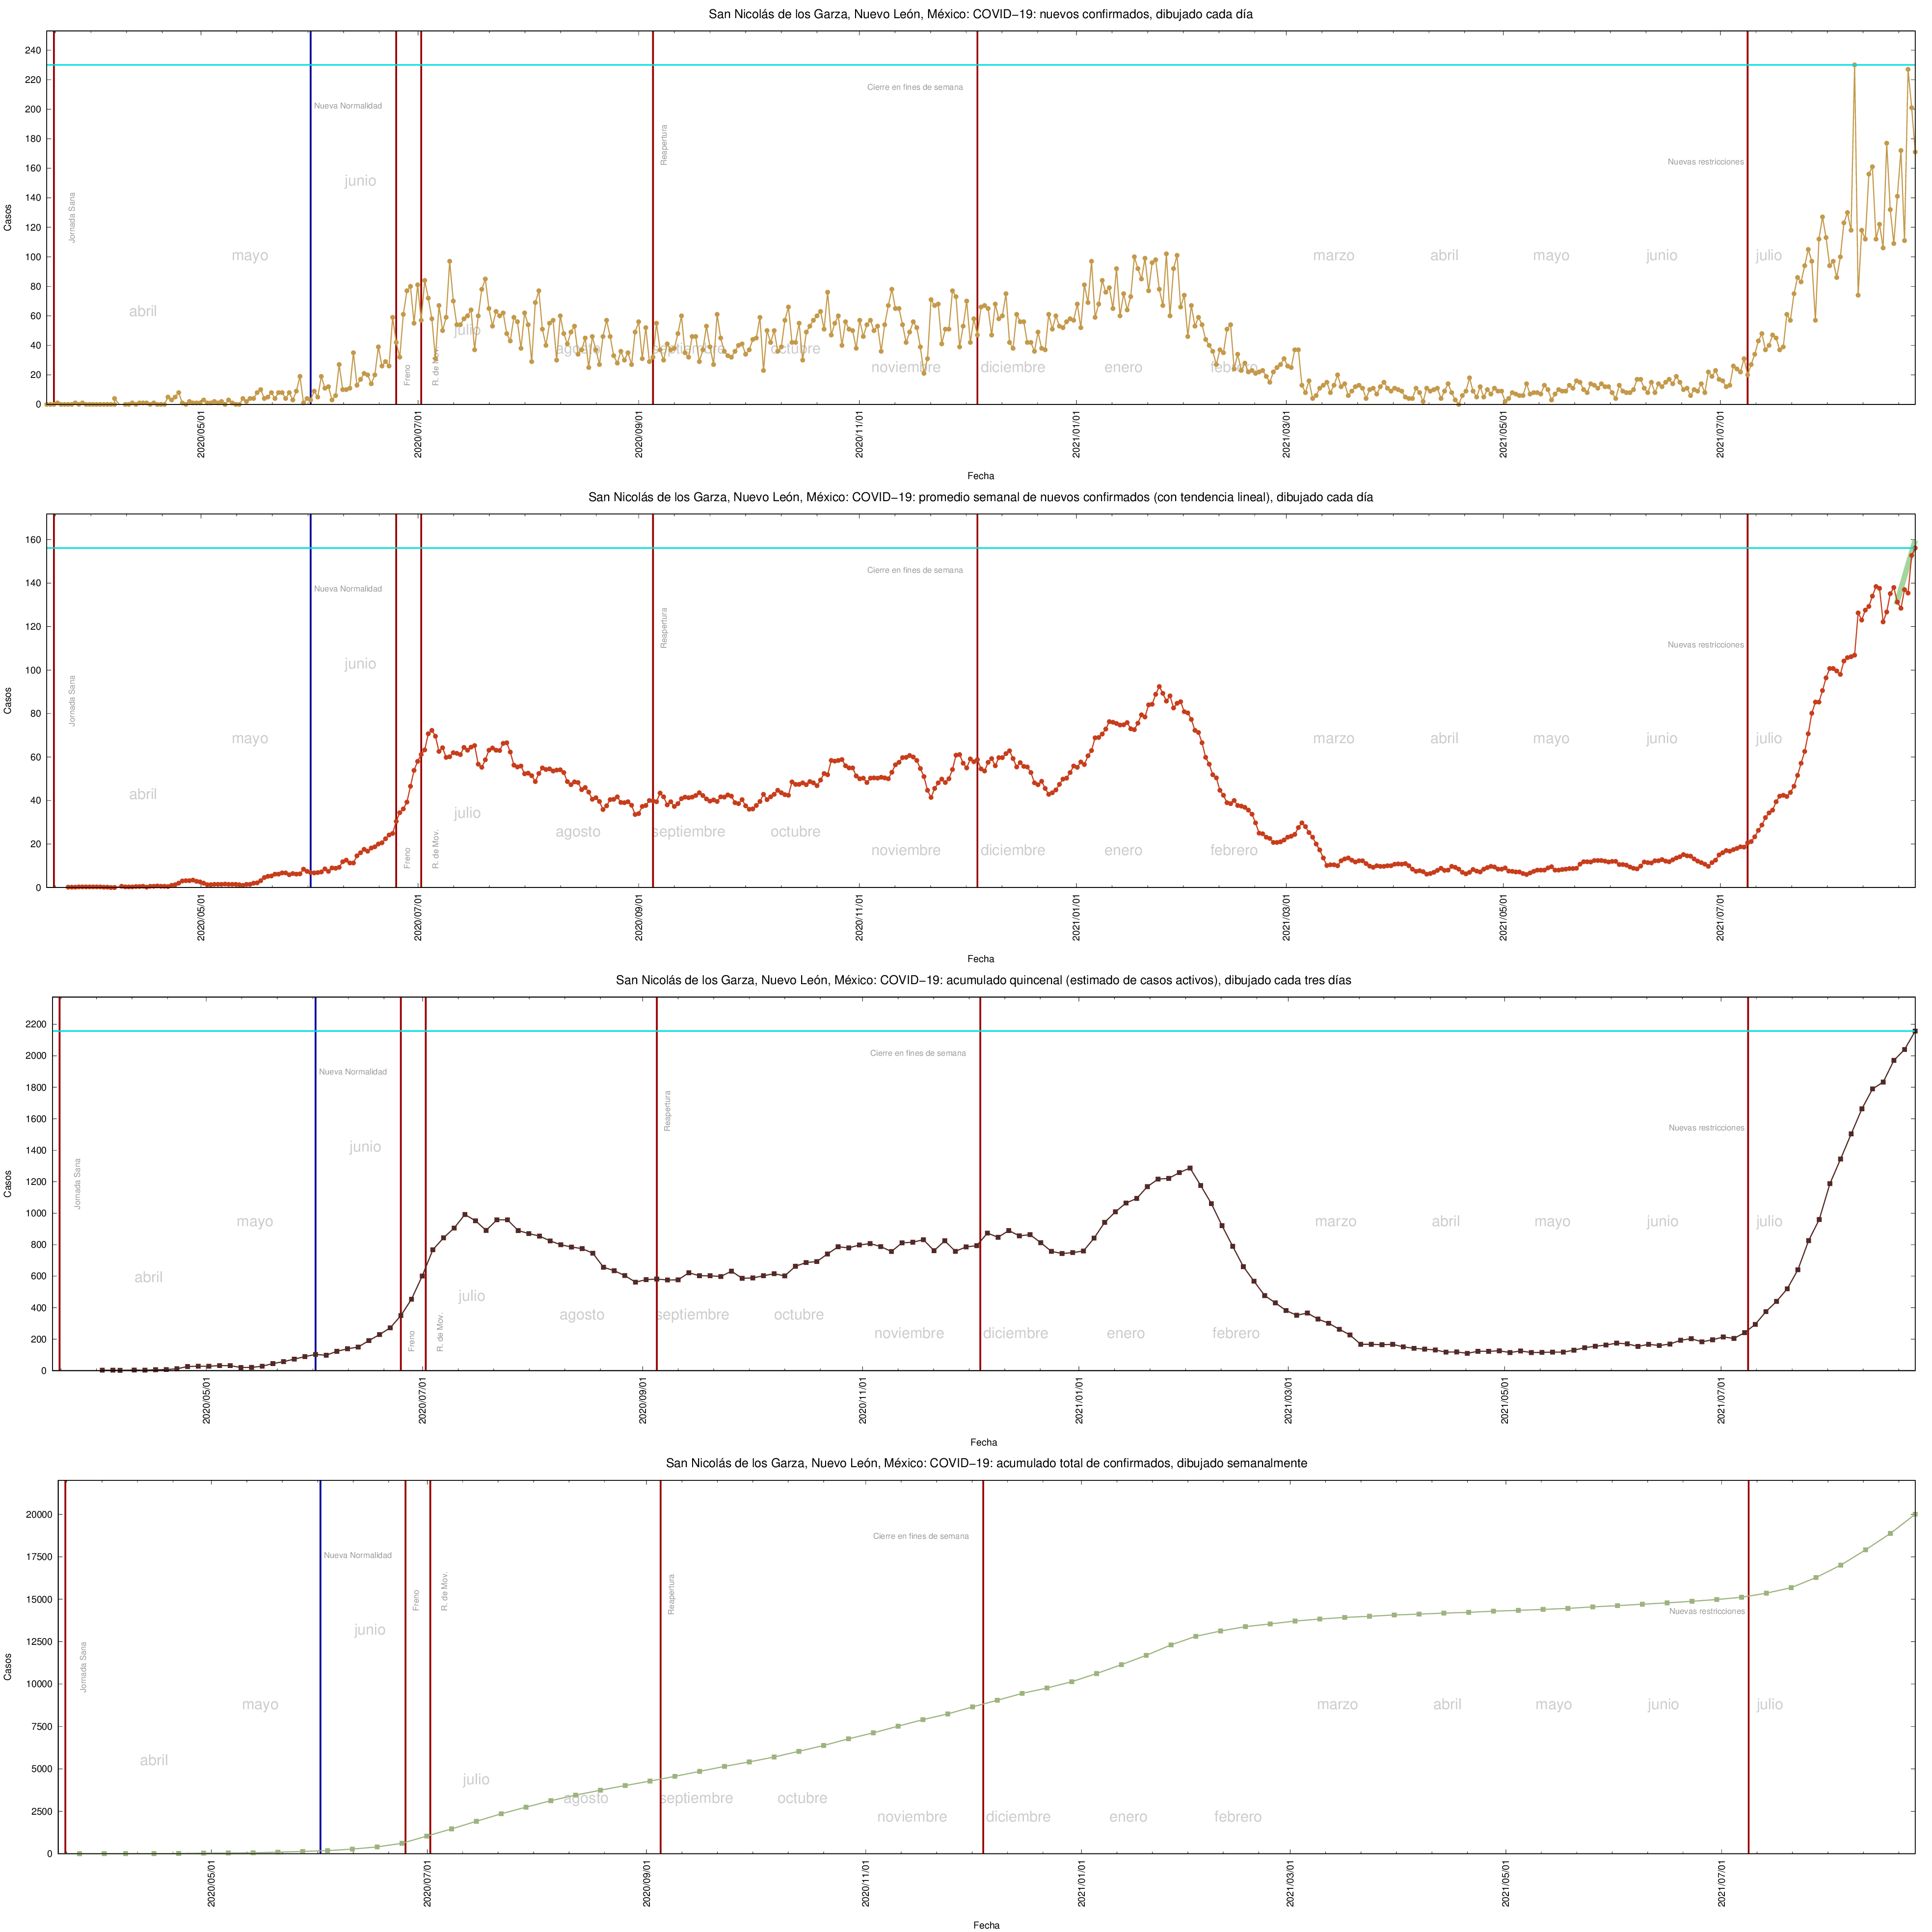 San Nicolás de los Garza, Nuevo León, México: COVID−19: nuevos confirmados, dibujado cada día
240
220
200
180
160
140
120
100
80
60
40
20
0
Casos
Jornada Sana
Nueva Normalidad
Freno
R. de Mov.
Reapertura
Cierre en fines de semana
Nuevas restricciones
abril
mayo
junio
julio
agosto
septiembre
octubre
noviembre
diciembre
enero
febrero
marzo
abril
mayo
junio
julio
2020/05/01
2020/07/01
2020/09/01
2020/11/01
2021/01/01
2021/03/01
2021/05/01
2021/07/01
Fecha
San Nicolás de los Garza, Nuevo León, México: COVID−19: promedio semanal de nuevos confirmados (con tendencia lineal), dibujado cada día
160
140
120
100
80
60
40
20
0
Casos
Jornada Sana
Nueva Normalidad
Freno
R. de Mov.
Reapertura
Cierre en fines de semana
Nuevas restricciones
abril
mayo
junio
julio
agosto
septiembre
octubre
noviembre
diciembre
enero
febrero
marzo
abril
mayo
junio
julio
2020/05/01
2020/07/01
2020/09/01
2020/11/01
2021/01/01
2021/03/01
2021/05/01
2021/07/01
Fecha
San Nicolás de los Garza, Nuevo León, México: COVID−19: acumulado quincenal (estimado de casos activos), dibujado cada tres días
2200
2000
1800
1600
1400
1200
1000
800
600
400
200
0
Casos
Jornada Sana
Nueva Normalidad
Freno
R. de Mov.
Reapertura
Cierre en fines de semana
Nuevas restricciones
abril
mayo
junio
julio
agosto
septiembre
octubre
noviembre
diciembre
enero
febrero
marzo
abril
mayo
junio
julio
2020/05/01
2020/07/01
2020/09/01
2020/11/01
2021/01/01
2021/03/01
2021/05/01
2021/07/01
Fecha
San Nicolás de los Garza, Nuevo León, México: COVID−19: acumulado total de confirmados, dibujado semanalmente
20000
17500
15000
12500
10000
7500
5000
2500
0
Casos
Jornada Sana
Nueva Normalidad
Freno
R. de Mov.
Reapertura
Cierre en fines de semana
Nuevas restricciones
abril
mayo
junio
julio
agosto
septiembre
octubre
noviembre
diciembre
enero
febrero
marzo
abril
mayo
junio
julio
2020/05/01
2020/07/01
2020/09/01
2020/11/01
2021/01/01
2021/03/01
2021/05/01
2021/07/01
Fecha